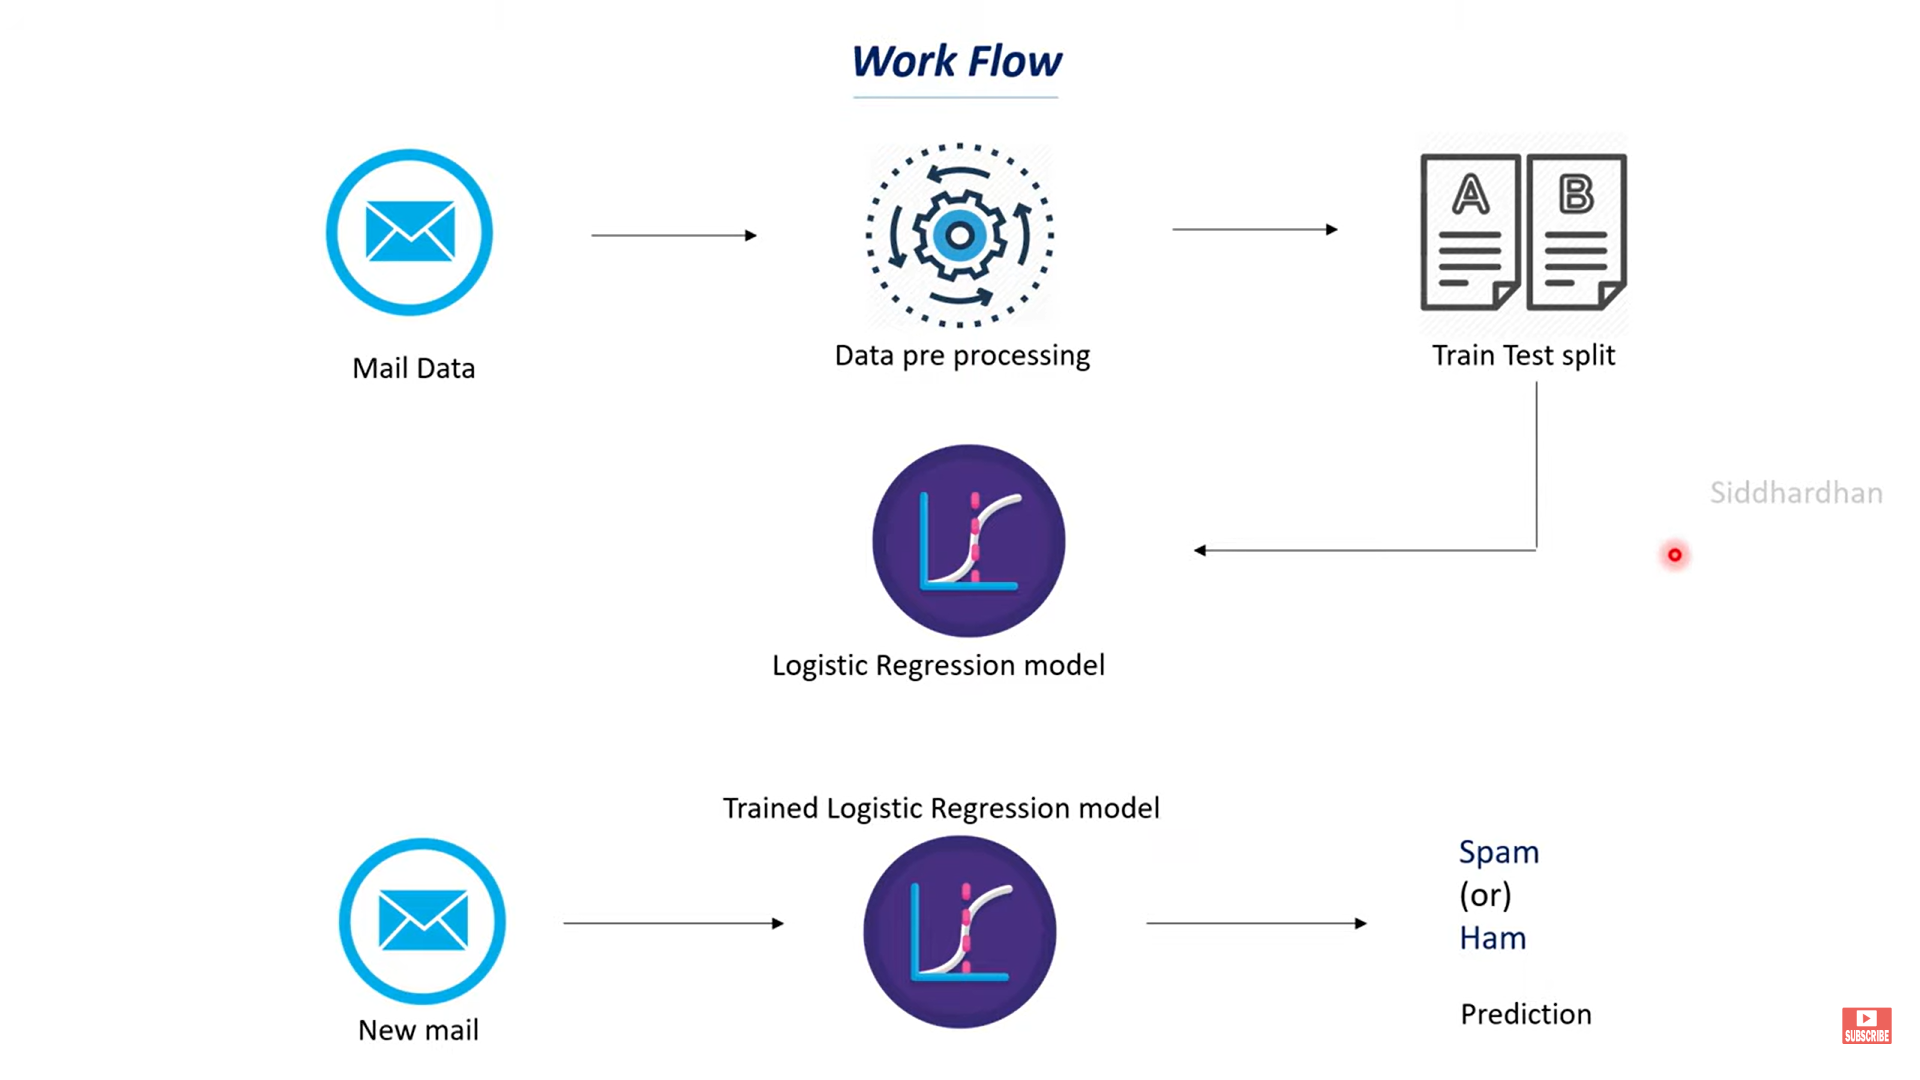 Work Flow
A
B
Mail Data
Data pre processing
Train Test split
Siddhardhan
Logistic Regression model
Trained Logistic Regression model
Spam
(or)
Ham
New mail
Prediction
SUBSCRIBE